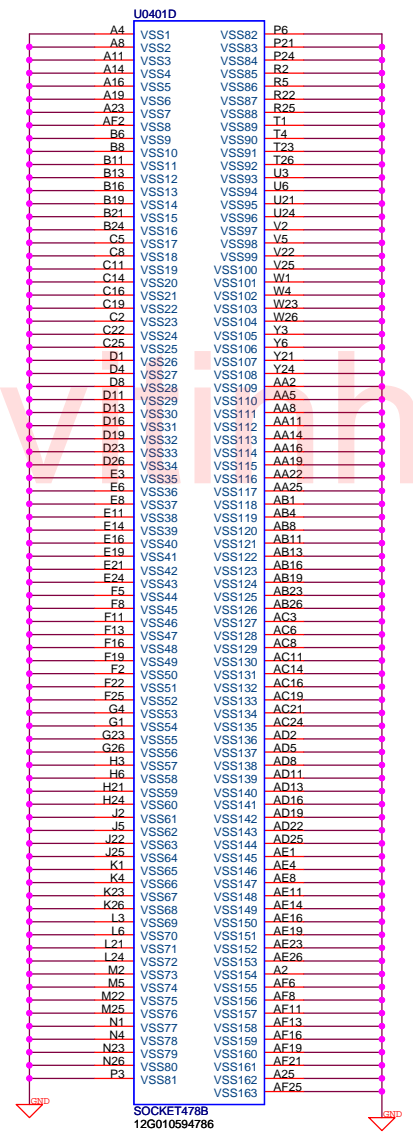 U0401D
A4 VSS1 VSS82 P6
A8 VSS2 VSS83 P21
A11 VSS3 VSS84 P24
A14 VSS4 VSS85 R2
A16 VSS5 VSS86 R5
A19 VSS6 VSS87 R22
A23 VSS7 VSS88 R25
AF2 VSS8 VSS89 T1
B6 VSS9 VSS90 T4
B8 VSS10 VSS91 T23
B11 VSS11 VSS92 T26
B13 VSS12 VSS93 U3
B16 VSS13 VSS94 U6
B19 VSS14 VSS95 U21
B21 VSS15 VSS96 U24
B24 VSS16 VSS97 V2
C5 VSS17 VSS98 V5
C8 VSS18 VSS99 V22
C11 VSS19 VSS100 V25
C14 VSS20 VSS101 W1
C16 VSS21 VSS102 W4
C19 VSS22 VSS103 W23
C2 VSS23 VSS104 W26
C22 VSS24 VSS105 Y3
C25 VSS25 VSS106 Y6
D1 VSS26 VSS107 Y21
D4 VSS27 VSS108 Y24
D8 VSS28 VSS109 AA2
D11 VSS29 VSS110 AA5
D13 VSS30 VSS111 AA8
D16 VSS31 VSS112 AA11
D19 VSS32 VSS113 AA14
D23 VSS33 VSS114 AA16
D26 VSS34 VSS115 AA19
E3 VSS35 VSS116 AA22
E6 VSS36 VSS117 AA25
E8 VSS37 VSS118 AB1
E11 VSS38 VSS119 AB4
E14 VSS39 VSS120 AB8
E16 VSS40 VSS121 AB11
E19 VSS41 VSS122 AB13
E21 VSS42 VSS123 AB16
E24 VSS43 VSS124 AB19
F5 VSS44 VSS125 AB23
F8 VSS45 VSS126 AB26
F11 VSS46 VSS127 AC3
F13 VSS47 VSS128 AC6
F16 VSS48 VSS129 AC8
F19 VSS49 VSS130 AC11
F2 VSS50 VSS131 AC14
F22 VSS51 VSS132 AC16
F25 VSS52 VSS133 AC19
G4 VSS53 VSS134 AC21
G1 VSS54 VSS135 AC24
G23 VSS55 VSS136 AD2
G26 VSS56 VSS137 AD5
H3 VSS57 VSS138 AD8
H6 VSS58 VSS139 AD11
H21 VSS59 VSS140 AD13
H24 VSS60 VSS141 AD16
J2 VSS61 VSS142 AD19
J5 VSS62 VSS143 AD22
J22 VSS63 VSS144 AD25
J25 VSS64 VSS145 AE1
K1 VSS65 VSS146 AE4
K4 VSS66 VSS147 AE8
K23 VSS67 VSS148 AE11
K26 VSS68 VSS149 AE14
L3 VSS69 VSS150 AE16
L6 VSS70 VSS151 AE19
L21 VSS71 VSS152 AE23
L24 VSS72 VSS153 AE26
M2 VSS73 VSS154 A2
M5 VSS74 VSS155 AF6
M22 VSS75 VSS156 AF8
M25 VSS76 VSS157 AF11
N1 VSS77 VSS158 AF13
N4 VSS78 VSS159 AF16
N23 VSS79 VSS160 AF19
N26 VSS80 VSS161 AF21
P3 VSS81 VSS162 A25
VSS163 AF25
GND
GND
SOCKET478B
12G010594786
vitinh